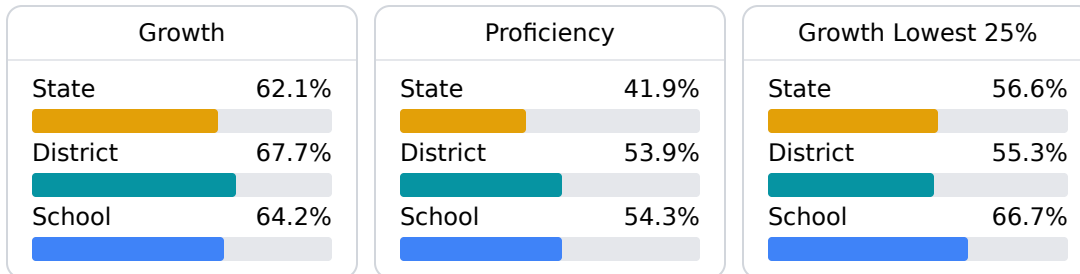 Growth
State 62.1%
District 67.7%
School 64.2%
Proficiency
State 41.9%
District 53.9%
School 54.3%
Growth Lowest 25%
State 56.6%
District 55.3%
School 66.7%